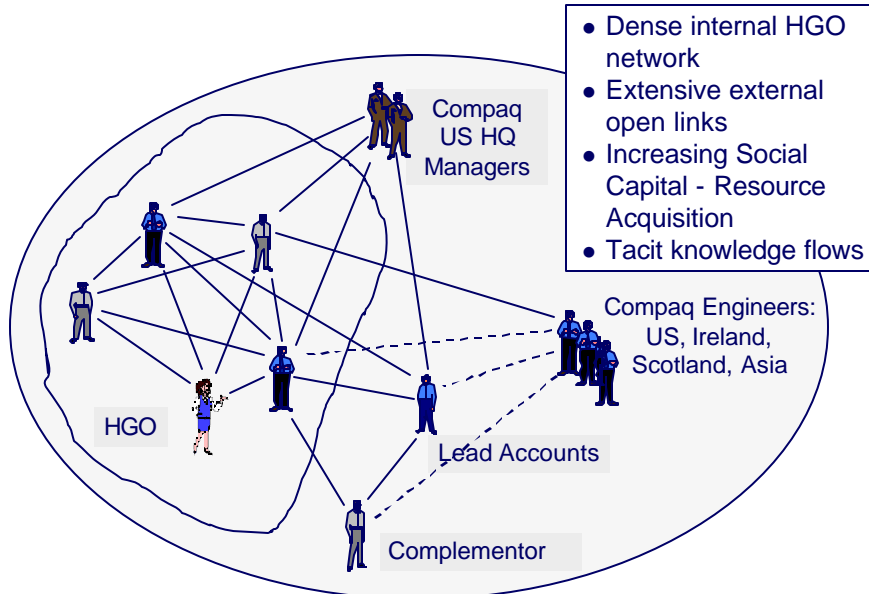 ● Dense internal HGO
network
● Extensive external
open links
● Increasing Social
Capital - Resource
Acquisition
● Tacit knowledge flows
Compaq
US HQ
Managers
Compaq Engineers:
US, Ireland,
Scotland, Asia
HGO
Lead Accounts
Complementor